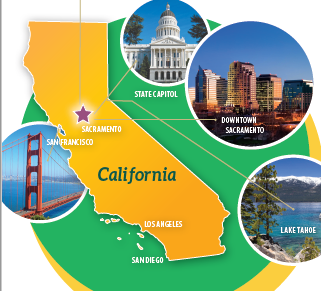 STATE CAPITOL
DOWNTOWN
SACRAMENTO
SACRAMENTO
SAN FRANCISCO
California
LOS ANGELES
LAKE TAHOE
SAN DIEGO